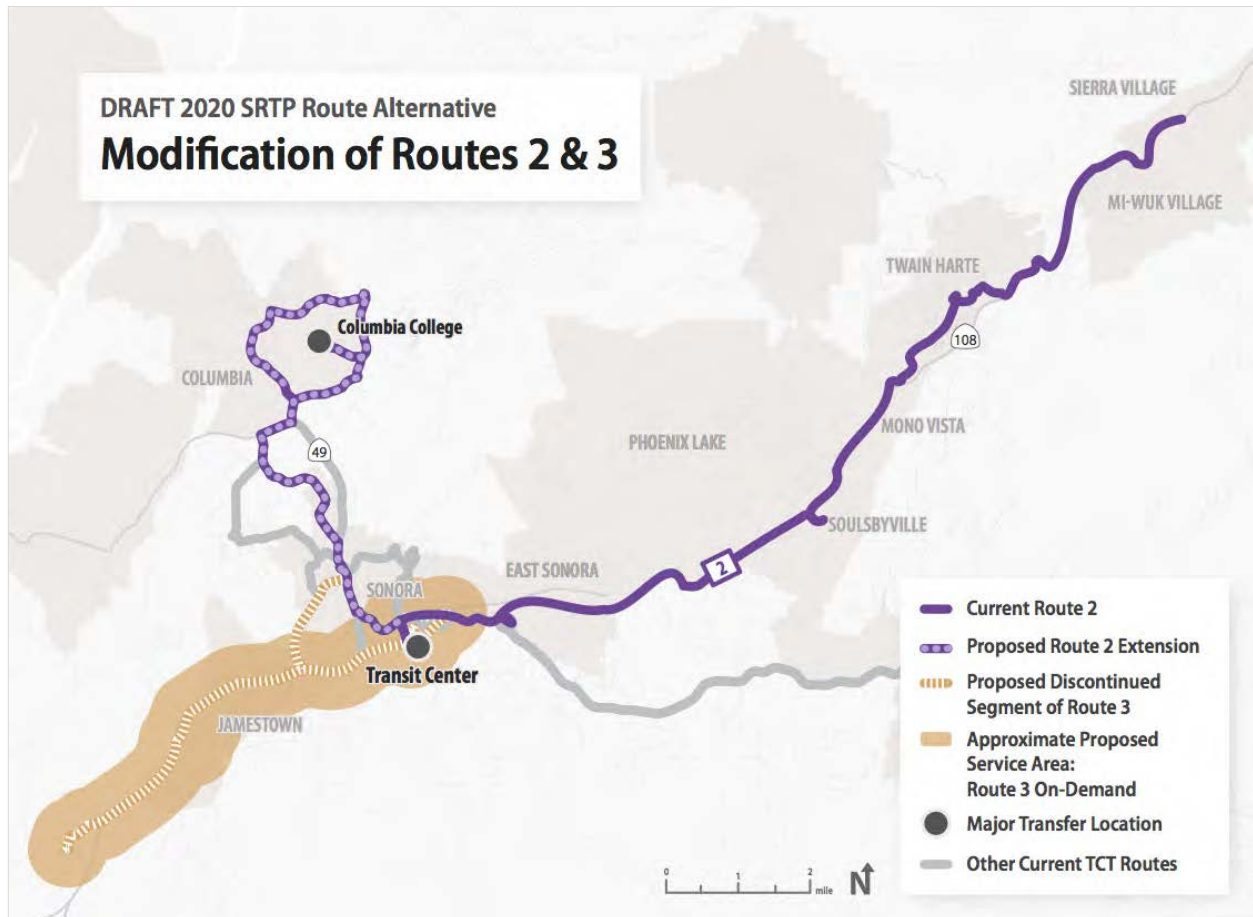 DRAFT 2020 SRTP Route Alternative
Modification of Routes 2 & 3
SIERRA VILLAGE
MI-WUK VILLAGE
TWAIN HARTE
108
Columbia College
COLUMBIA
MONO VISTA
PHOENIX LAKE
49
SOULSBYVILLE
2
EAST SONORA
SONORA
Transit Center
JAMESTOWN
Current Route 2
Proposed Route 2 Extension
Proposed Discontinued
Segment of Route 3
Approximate Proposed
Service Area:
Route 3 On-Demand
Major Transfer Location
Other Current TCT Routes
0 1 2
mile
N